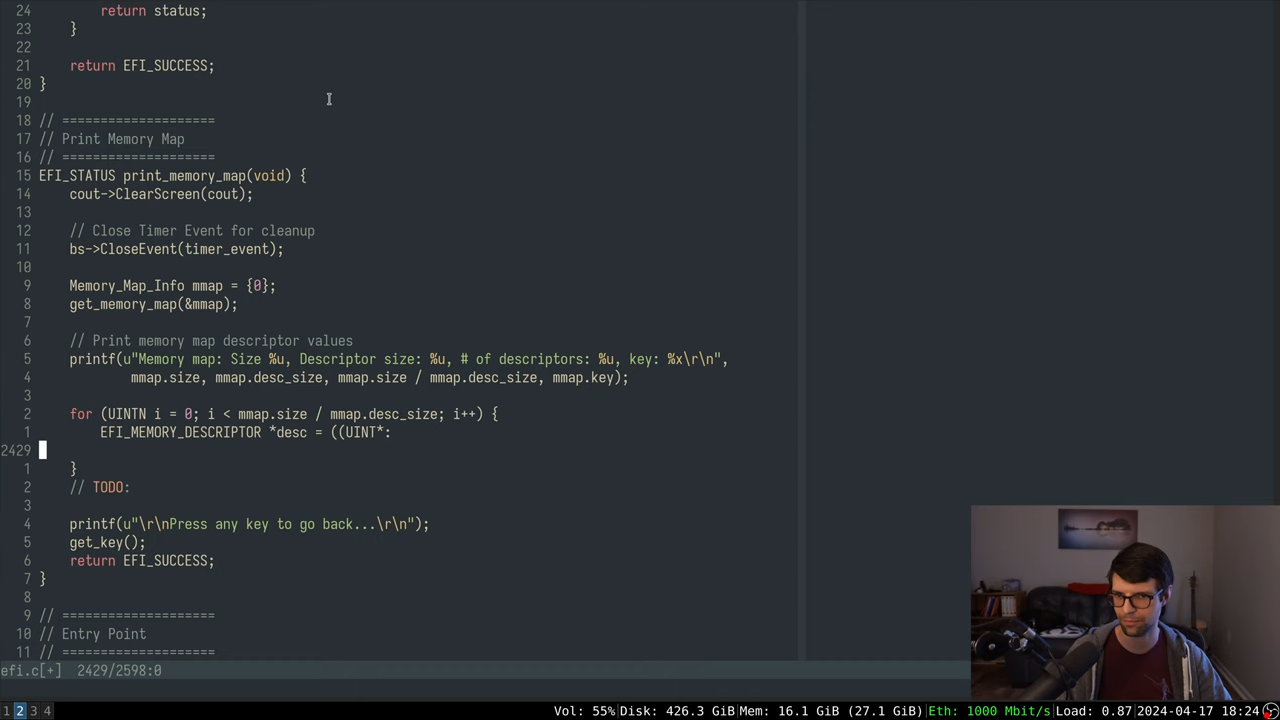 24         return status;
23     }
22
21     return EFI_SUCCESS;
20 }
19
18 // ====================
17 // Print Memory Map
16 // ====================
15 EFI_STATUS print_memory_map(void) {
14     cout->ClearScreen(cout);
13
12     // Close Timer Event for cleanup
11     bs->CloseEvent(timer_event);
10
9     Memory_Map_Info mmap = {0};
8     get_memory_map(&mmap);
7
6     // Print memory map descriptor values
5     printf(u"Memory map: Size %u, Descriptor size: %u, # of descriptors: %u, key: %x\r\n",
4             mmap.size, mmap.desc_size, mmap.size / mmap.desc_size, mmap.key);
3
2     for (UINTN i = 0; i < mmap.size / mmap.desc_size; i++) {
1         EFI_MEMORY_DESCRIPTOR *desc = ((UINT*:
2429
1     }
2     // TODO:
3
4     printf(u"\r\nPress any key to go back...\r\n");
5     get_key();
6     return EFI_SUCCESS;
7 }
8
9 // ====================
10 // Entry Point
11 // ====================
efi.c[+]  2429/2598:0
1 2 3 4 Vol: 55%|Disk: 426.3 GiB|Mem: 16.1 GiB (27.1 GiB)|Eth: 1000 Mbit/s|Load: 0.87|2024-04-17 18:24